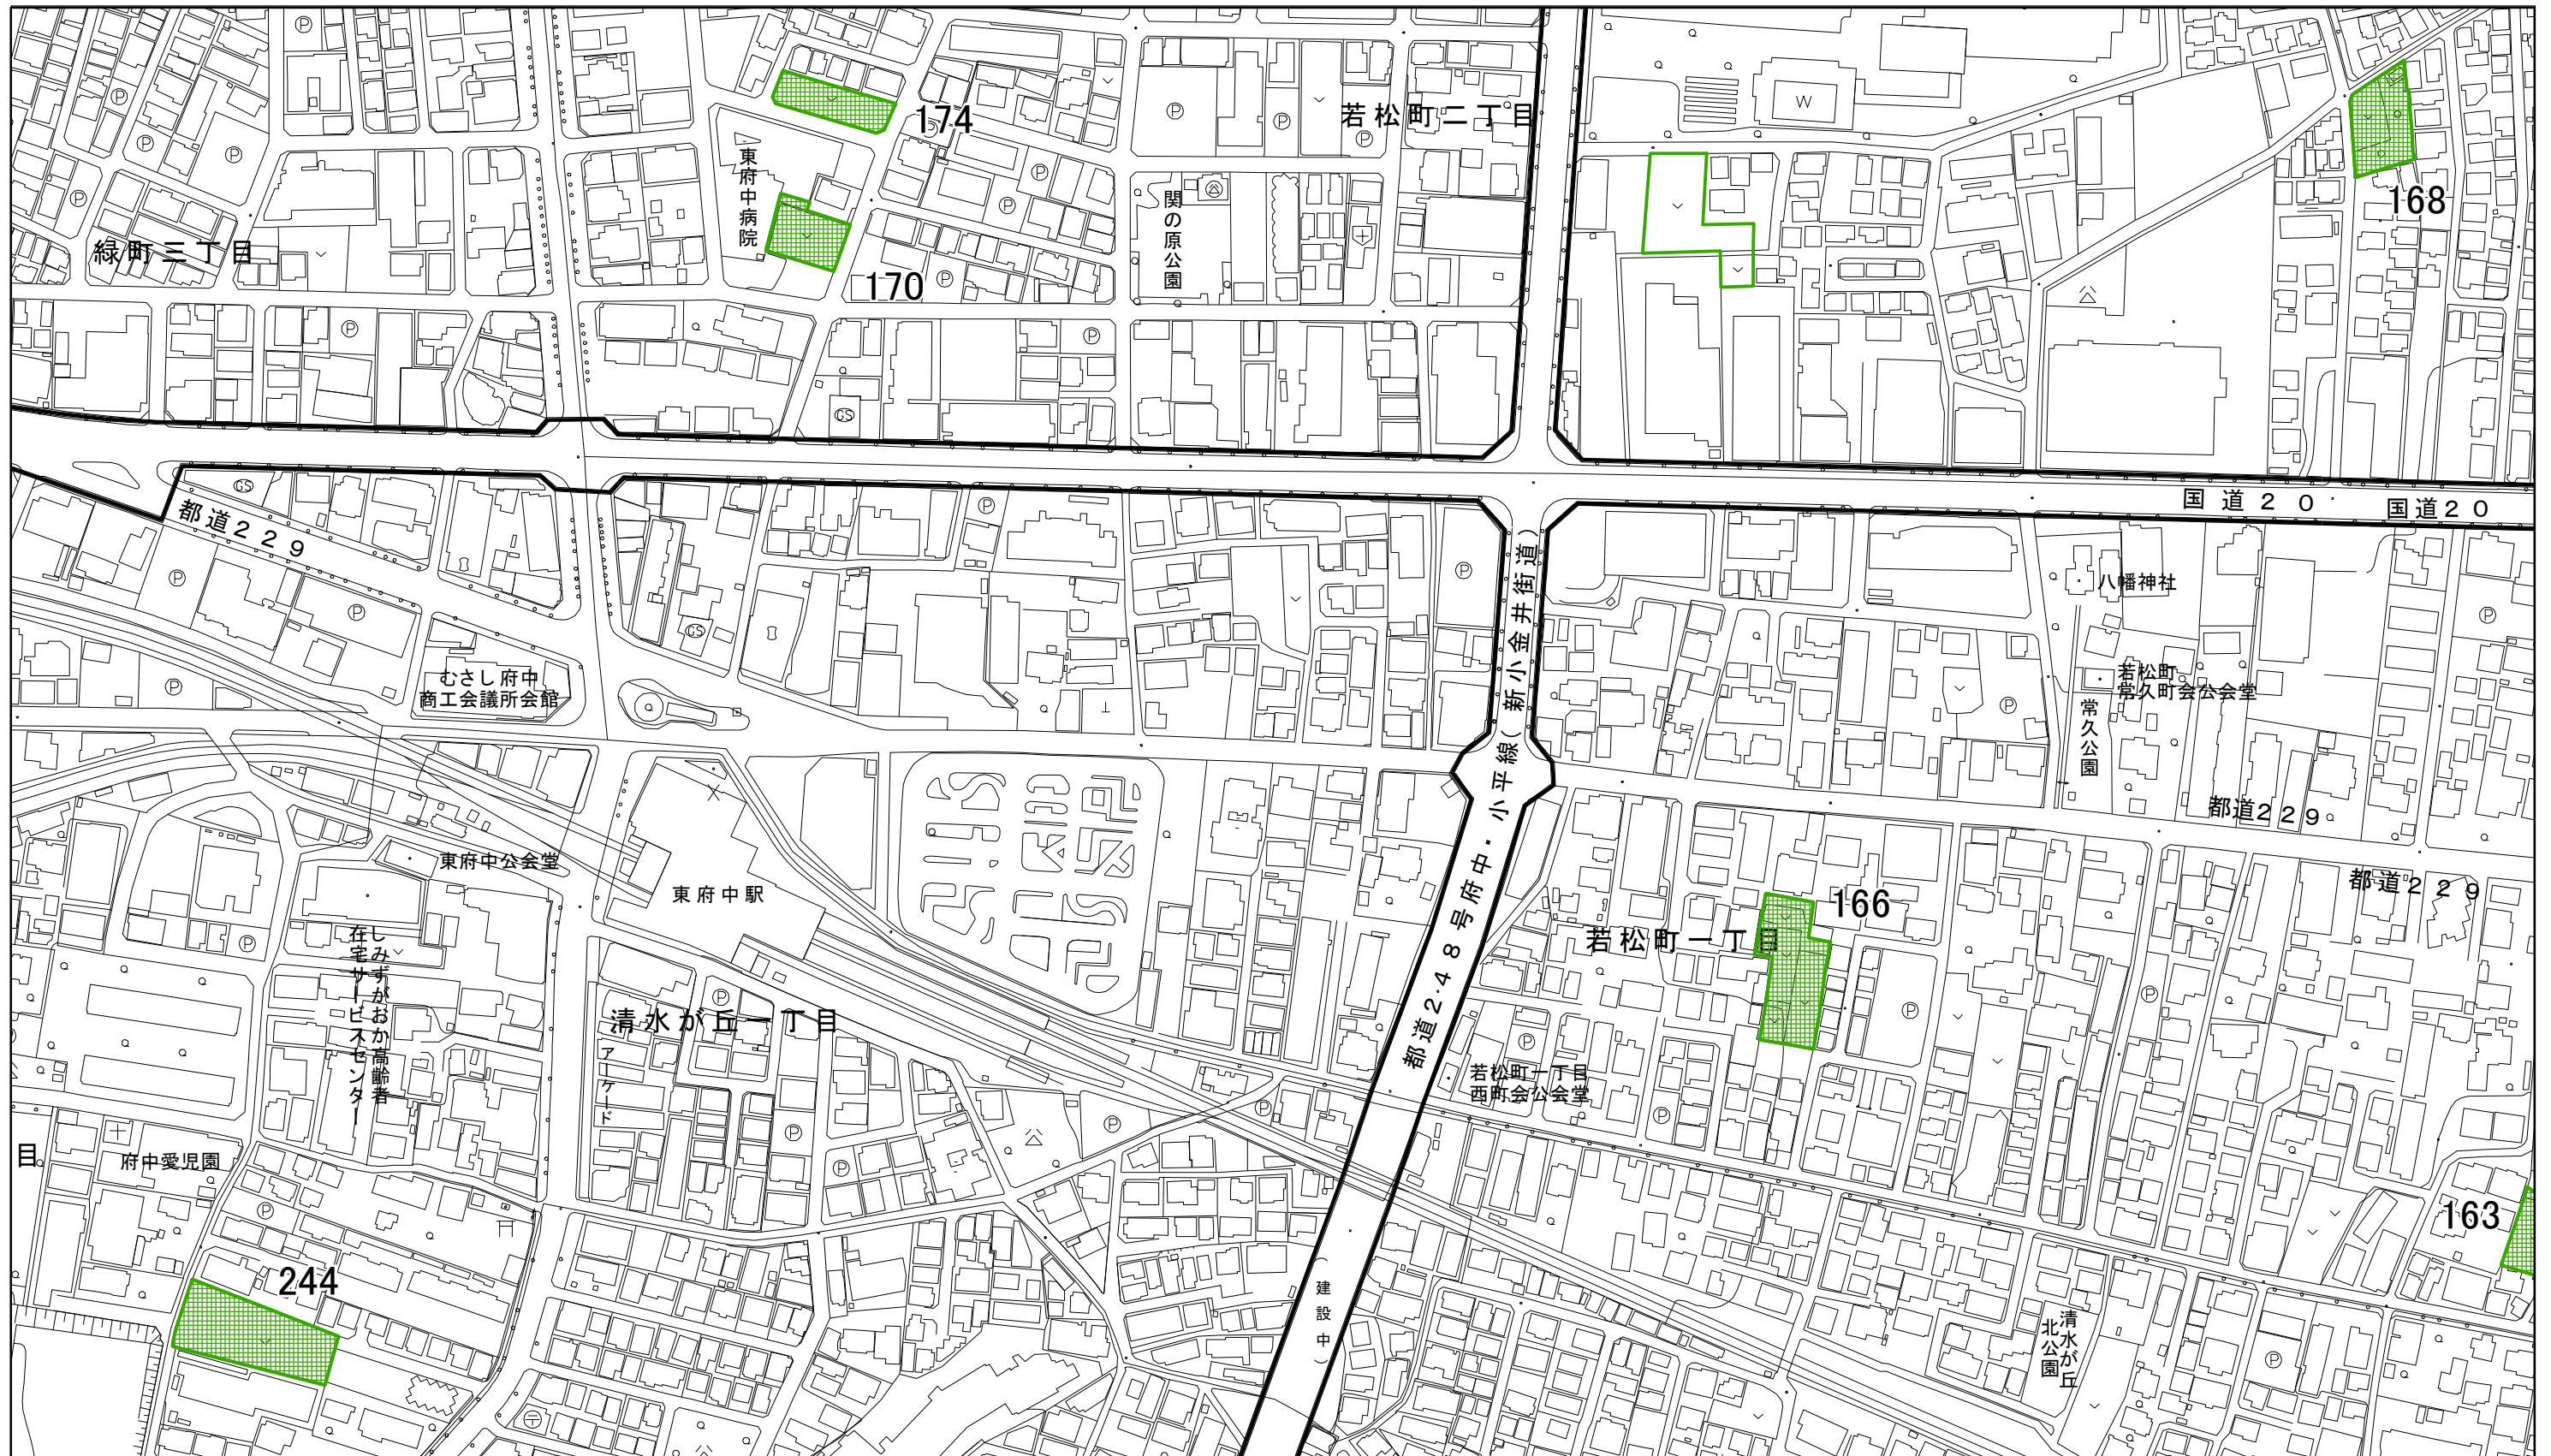 174
若松町二丁目
東府中病院
168
関の原公園
緑町三丁目
170
W
P
GS
国道20
国道20
都道229
GS
GS
八幡神社
むさし府中
商工会議所会館
若松町
常久町会公会堂
常久公園
都道2・4・8号府中・小平線(新小金井街道)
都道229
東府中公会堂
東府中駅
都道229
166
若松町一丁目
しみずがおか高齢者
在宅サービスセンター
清水が丘一丁目
アーケード
若松町一丁目
西町会公会堂
目
府中愛児園
163
244
(建設中)
清水が丘
北公園